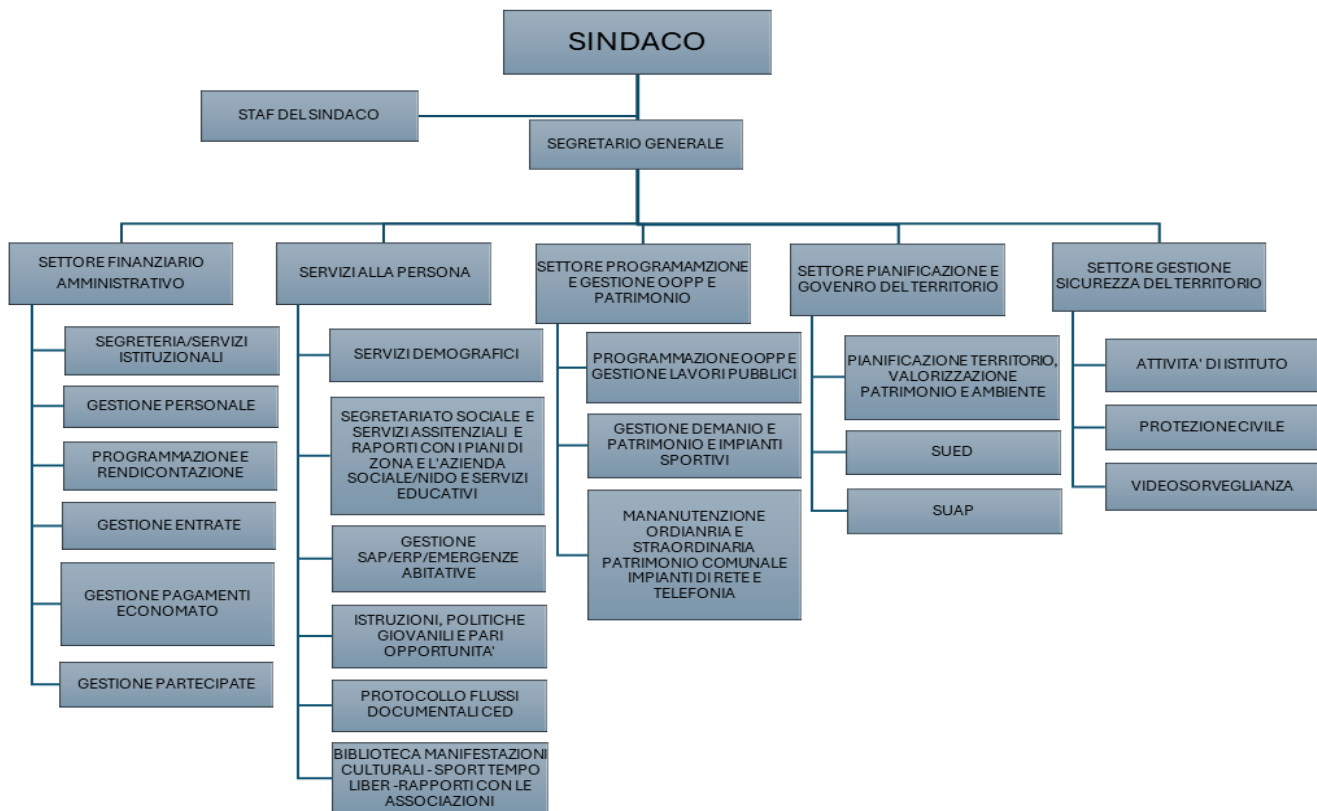 SINDACO
STAF DEL SINDACO
SEGRETARIO GENERALE
SETTORE FINANZIARIO
AMMINISTRATIVO
SEGRETERIA/SERVIZI
ISTITUZIONALI
GESTIONE PERSONALE
PROGRAMMAZIONE E
RENDICONTAZIONE
GESTIONE ENTRATE
GESTIONE PAGAMENTI
ECONOMATO
GESTIONE PARTECIPATE
SERVIZI ALLA PERSONA
SERVIZI DEMOGRAFICI
SEGRETARIATO SOCIALE E
SERVIZI ASSITENZIALI E
RAPORTI CON I PIANI DI
ZONA E L'AZIENDA
SOCIALE/NIDO E SERVIZI
EDUCATIVI
GESTIONE
SAP/ERP/EMERGENZE
ABITATIVE
ISTRUZIONI, POLITICHE
GIOVANILI E PARI
OPPORTUNITA'
PROTOCOLLO FLUSSI
DOCUMENTALI CED
BIBLIOTECA MANIFESTAZIONI
CULTURALI - SPORT TEMPO
LIBER -RAPPORTI CON LE
ASSOCIAZIONI
SETTORE PROGRAMAMZIONE
E GESTIONE OOPP E
PATRIMONIO
PROGRAMMAZIONE OOPP E
GESTIONE LAVORI PUBBLICI
GESTIONE DEMANIO E
PATRIMONIO E IMPIANTI
SPORTIVI
MANANUTENZIONE
ORDIANRIA E
STRAORDINARIA
PATRIMONIO COMUNALE
IMPIANTI DI RETE E
TELEFONIA
SETTORE PIANIFICAZIONE E
GOVENRO DEL TERRITORIO
PIANIFICAZIONE TERRITORIO,
VALORIZZAZIONE
PATRIMONIO E AMBIENTE
SUED
SUAP
SETTORE GESTIONE
SICUREZZA DEL TERRITORIO
ATTIVITA' DI ISTITUTO
PROTEZIONE CIVILE
VIDEOSORVEGLIANZA